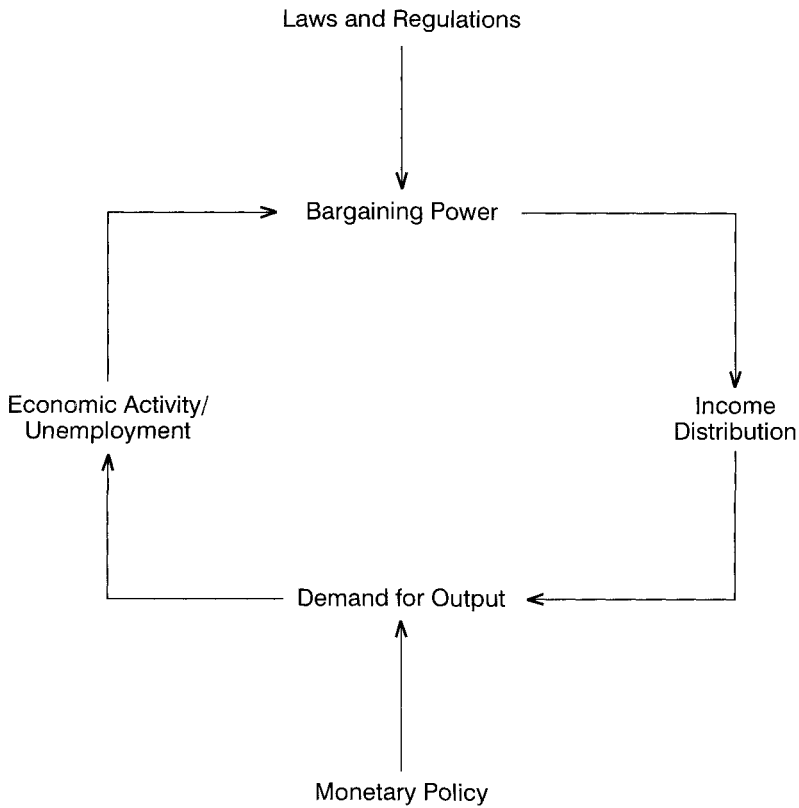 Laws and Regulations
Bargaining Power
Economic Activity/
Unemployment
Income
Distribution
Demand for Output
Monetary Policy